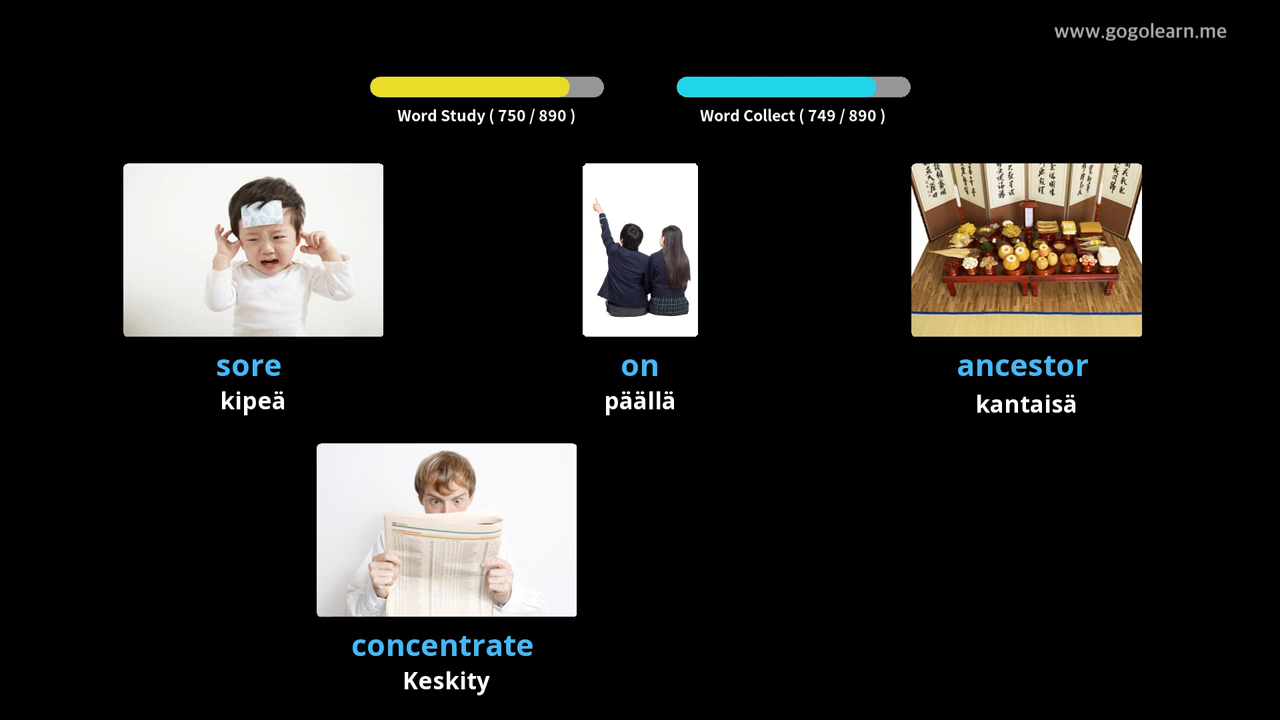 www.gogolearn.me
Word Study ( 750 / 890 )
Word Collect ( 749 / 890 )
sore
kipeä
on
päällä
ancestor
kantaisä
concentrate
Keskity